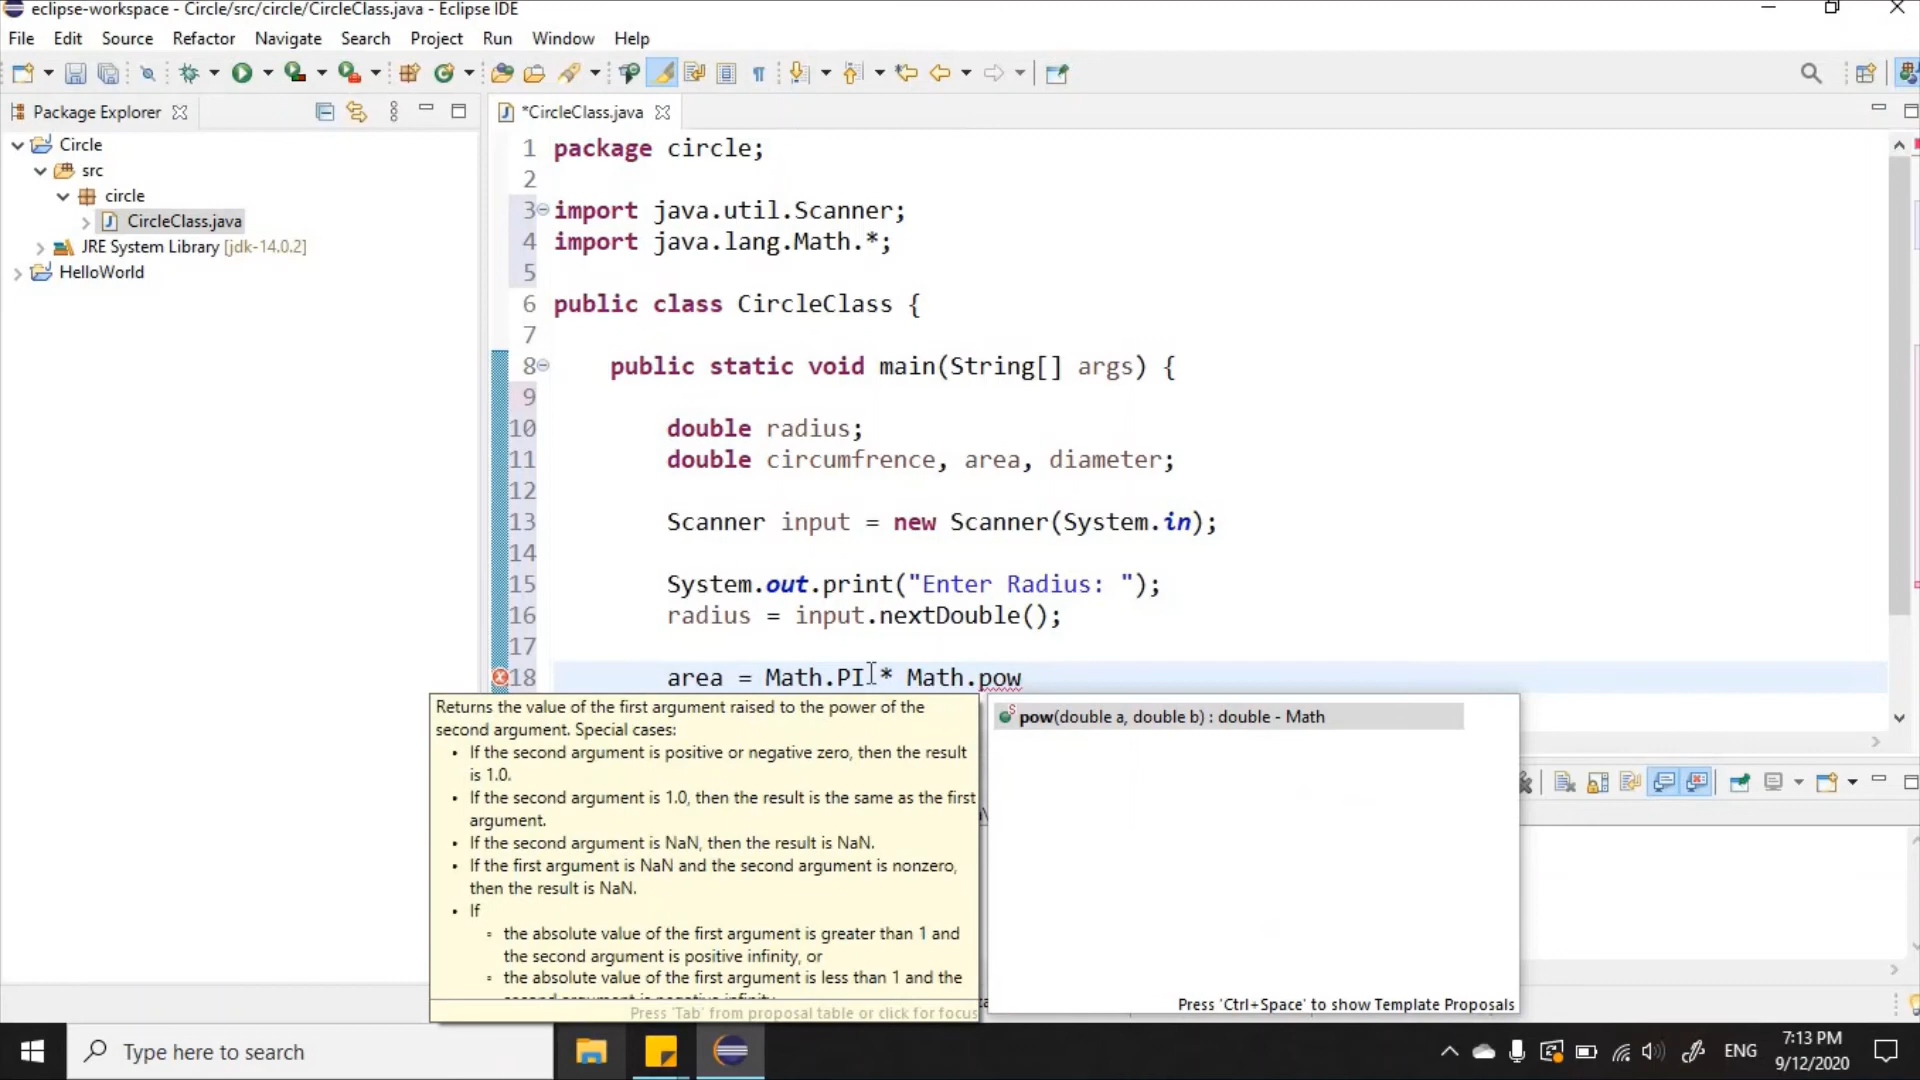 eclipse-workspace - Circle/src/circle/CircleClass.java - Eclipse IDE
File Edit Source Refactor Navigate Search Project Run Window Help
Package Explorer
*CircleClass.java
Circle
src
circle
CircleClass.java
JRE System Library [jdk-14.0.2]
HelloWorld
1 package circle;
2
3 import java.util.Scanner;
4 import java.lang.Math.*;
5
6 public class CircleClass {
7
8 public static void main(String[] args) {
9
10 double radius;
11 double circumfrence, area, diameter;
12
13 Scanner input = new Scanner(System.in);
14
15 System.out.print("Enter Radius: ");
16 radius = input.nextDouble();
17
18 area = Math.PI * Math.pow
Returns the value of the first argument raised to the power of the
second argument. Special cases:
• If the second argument is positive or negative zero, then the result
is 1.0.
• If the second argument is 1.0, then the result is the same as the first
argument.
• If the second argument is NaN, then the result is NaN.
• If the first argument is NaN and the second argument is nonzero,
then the result is NaN.
• If
the absolute value of the first argument is greater than 1 and
the second argument is positive infinity, or
the absolute value of the first argument is less than 1 and the
second argument is negative infinity
Press 'Tab' from proposal table or click for focus
pow(double a, double b) : double - Math
Press 'Ctrl+Space' to show Template Proposals
Type here to search
ENG
7:13 PM
9/12/2020